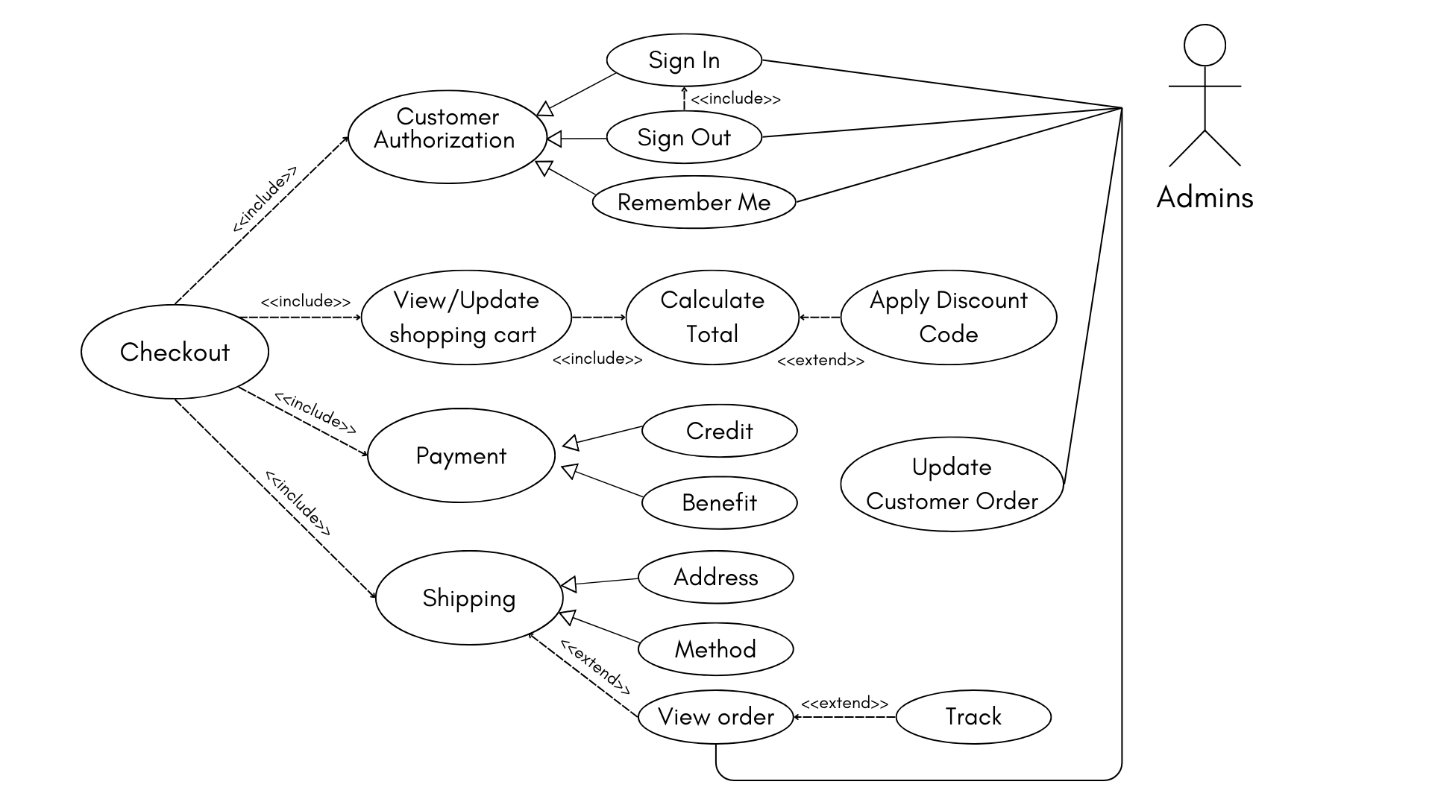 Sign In
<<include>>
Customer
Authorization
Sign Out
<<include>>
Remember Me
Admins
<<include>>
View/Update
shopping cart
Calculate
Total
Apply Discount
Code
Checkout
<<include>>
<<extend>>
<<include>>
Credit
Payment
Update
Customer Order
Benefit
<<include>>
Address
Shipping
Method
<<extend>>
View order
<<extend>>
Track